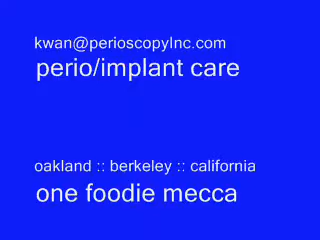 kwan@perioscopyInc.com
perio/implant care
oakland :: berkeley :: california
one foodie mecca